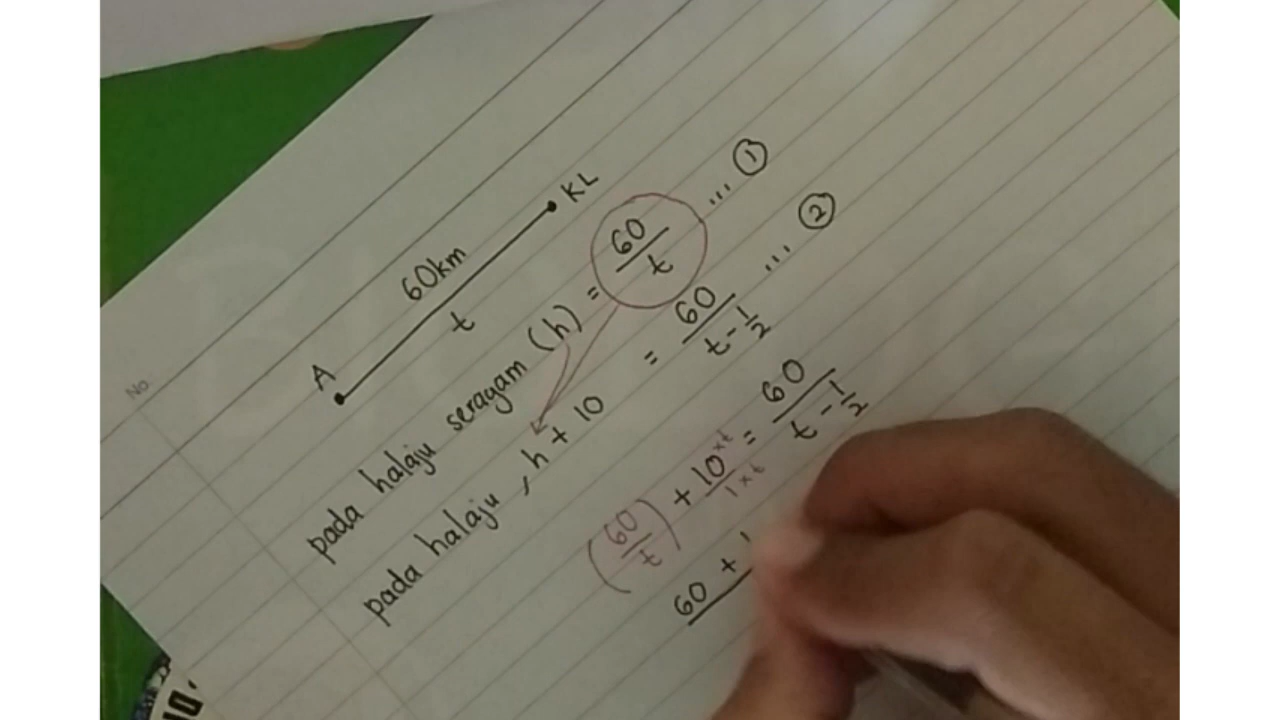 No.
A
60km
KL
t
pada halaju seragam (h) = 60/t ... ①
pada halaju, h + 10 = 60/(t - 1/2) ... ②
(60/t) + 10 ×t/1 ×t = 60/(t - 1/2)
60 +